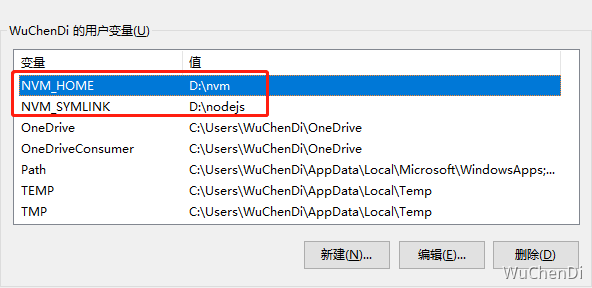 WuChenDi 的用户变量(U)
变量 值
NVM_HOME D:\nvm
NVM_SYMLINK D:\nodejs
OneDrive C:\Users\WuChenDi\OneDrive
OneDriveConsumer C:\Users\WuChenDi\OneDrive
Path C:\Users\WuChenDi\AppData\Local\Microsoft\WindowsApps;...
TEMP C:\Users\WuChenDi\AppData\Local\Temp
TMP C:\Users\WuChenDi\AppData\Local\Temp
新建(N)... 编辑(E)... 删除(D)
WuChenDi